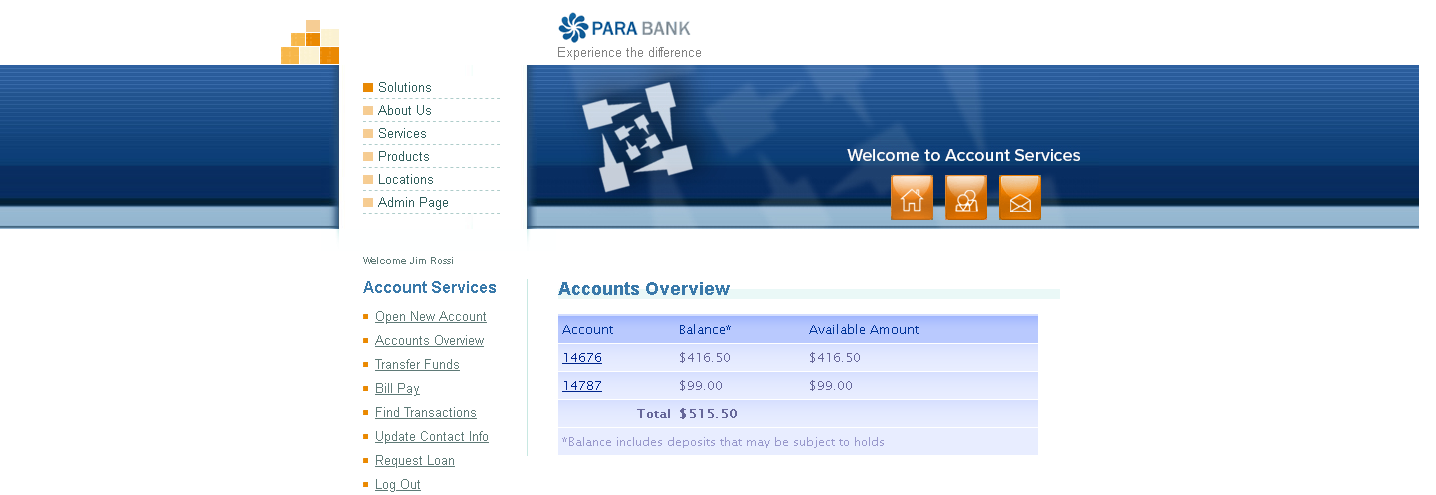 PARA BANK
Experience the difference
Solutions
About Us
Services
Products
Locations
Admin Page
Welcome to Account Services
Welcome Jim Rossi
Account Services
Open New Account
Accounts Overview
Transfer Funds
Bill Pay
Find Transactions
Update Contact Info
Request Loan
Log Out
Accounts Overview
Account Balance* Available Amount
14676 $416.50 $416.50
14787 $99.00 $99.00
Total $515.50
*Balance includes deposits that may be subject to holds